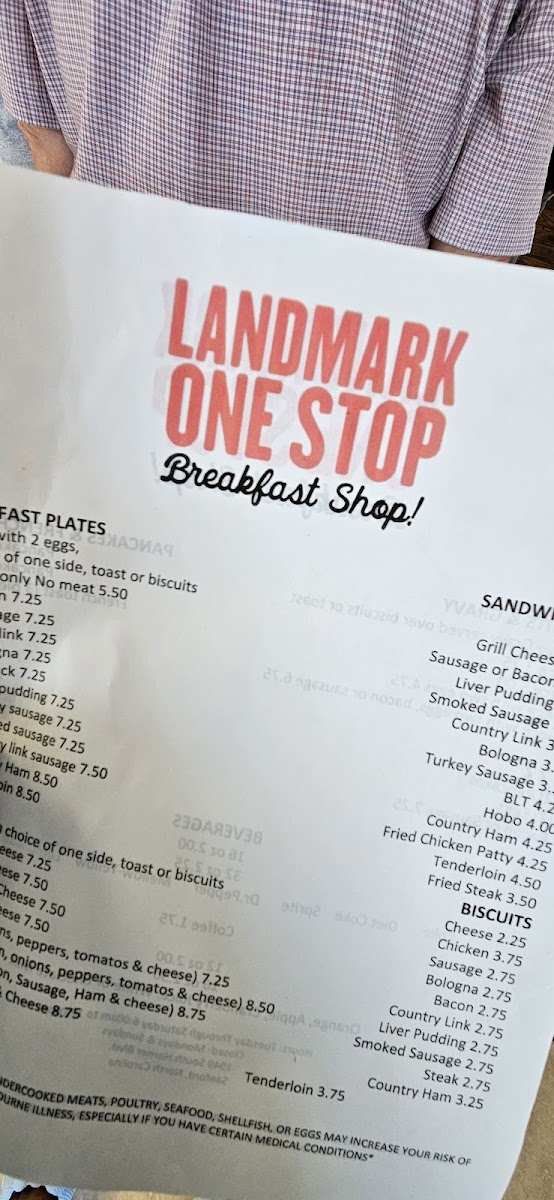 LANDMARK
ONE STOP
Breakfast Shop!
FAST PLATES
with 2 eggs,
of one side, toast or biscuits
only No meat 5.50
n 7.25
age 7.25
link 7.25
gna 7.25
ck 7.25
pudding 7.25
y sausage 7.25
ed sausage 7.25
y link sausage 7.50
Ham 8.50
oin 8.50
choice of one side, toast or biscuits
eese 7.25
ese 7.50
Cheese 7.50
eese 7.50
ns, peppers, tomatos & cheese) 7.25
n, onions, peppers, tomatos & cheese) 8.50
on, Sausage, Ham & cheese) 8.75
& Cheese 8.75
SANDWI
Grill Chees
Sausage or Bacon
Liver Pudding
Smoked Sausage
Country Link 3
Bologna 3.
Turkey Sausage 3.
BLT 4.2
Hobo 4.00
Country Ham 4.25
Fried Chicken Patty 4.25
Tenderloin 4.50
Fried Steak 3.50
BISCUITS
Cheese 2.25
Chicken 3.75
Sausage 2.75
Bologna 2.75
Bacon 2.75
Country Link 2.75
Liver Pudding 2.75
Smoked Sausage 2.75
Steak 2.75
Country Ham 3.25
Tenderloin 3.75
NDERCOOKED MEATS, POULTRY, SEAFOOD, SHELLFISH, OR EGGS MAY INCREASE YOUR RISK OF
OURNE ILLNESS, ESPECIALLY IF YOU HAVE CERTAIN MEDICAL CONDITIONS*